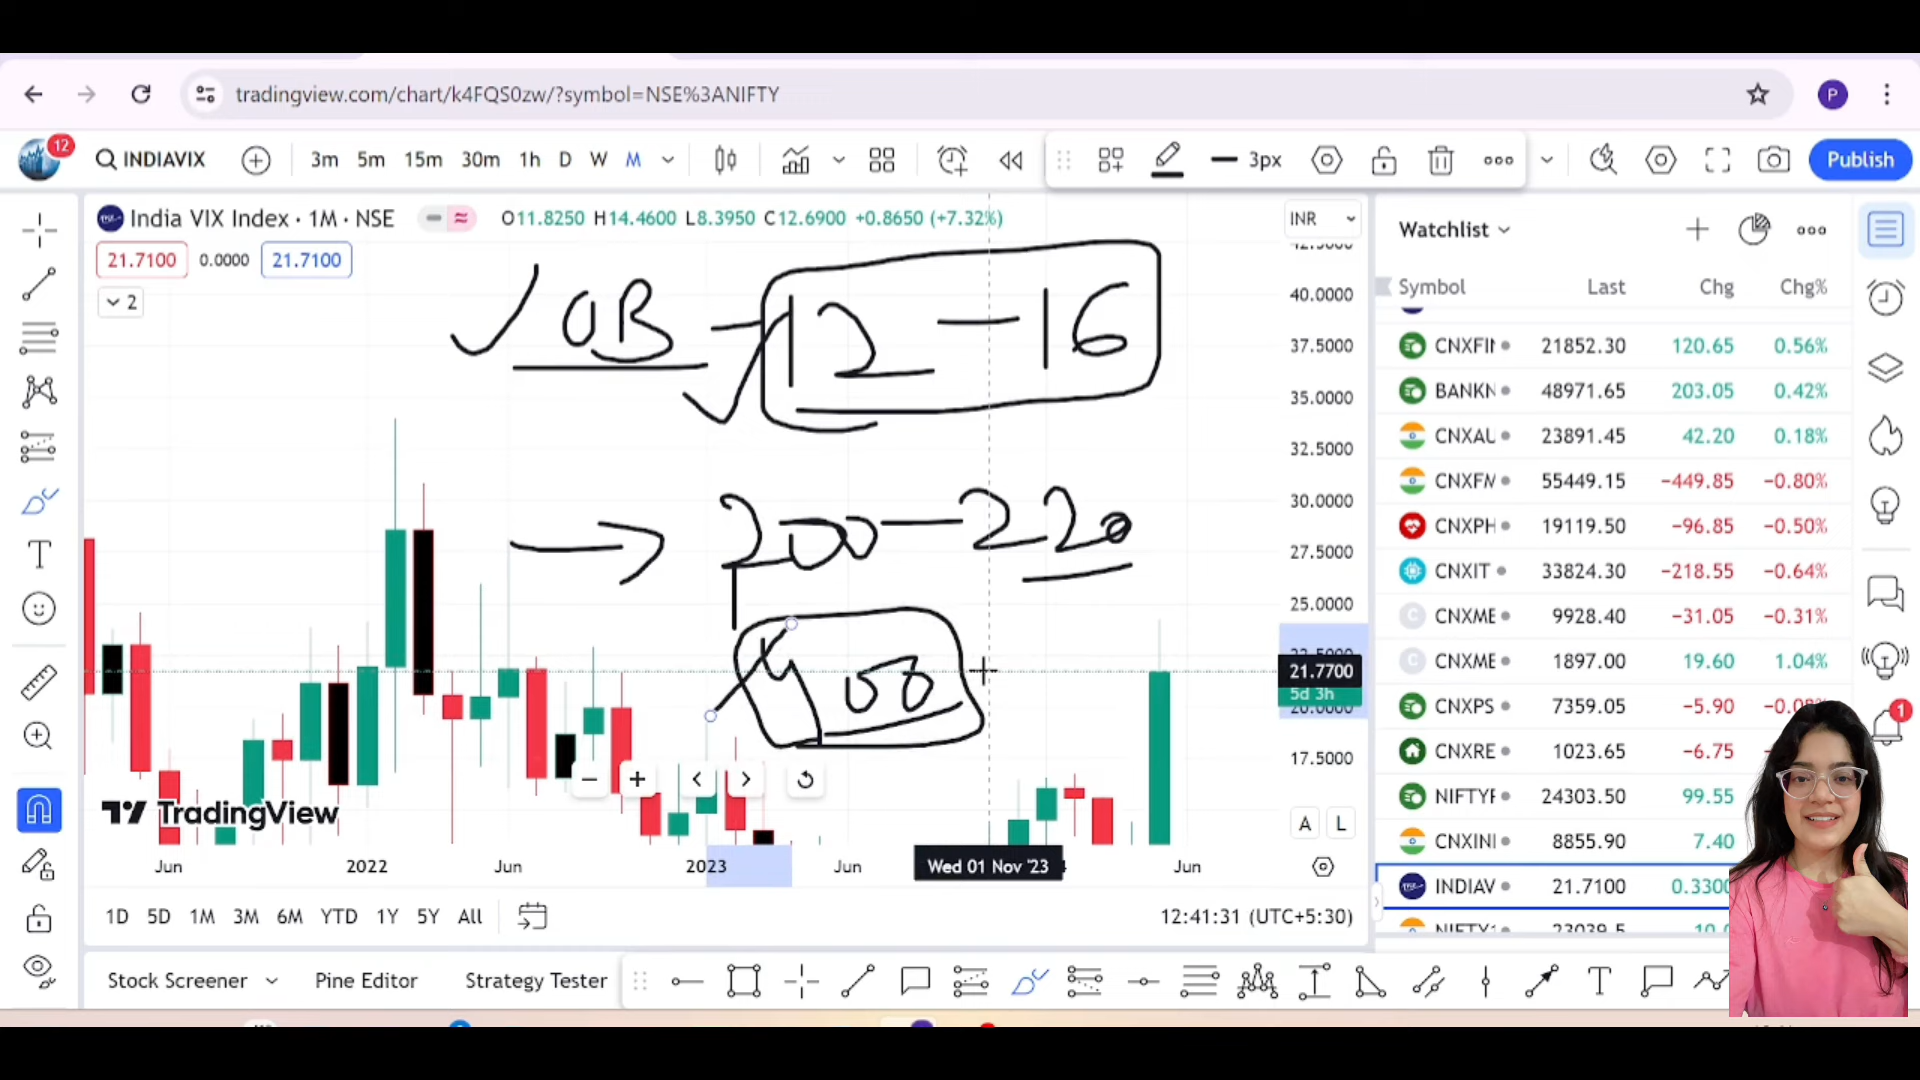 tradingview.com/chart/k4FQS0zw/?symbol=NSE%3ANIFTY
P
12
INDIAVIX 3m 5m 15m 30m 1h D W M 3px Publish
India VIX Index · 1M · NSE O11.8250 H14.4600 L8.3950 C12.6900 +0.8650 (+7.32%) INR
21.7100 0.0000 21.7100
2
OB - 12 - 16
200 - 220
400
40.0000
37.5000
35.0000
32.5000
30.0000
27.5000
25.0000
21.7700
5d 3h
20.0000
17.5000
TradingView
A L
Jun 2022 Jun 2023 Jun Wed 01 Nov '23 Jun
1D 5D 1M 3M 6M YTD 1Y 5Y All 12:41:31 (UTC+5:30)
Stock Screener Pine Editor Strategy Tester
Watchlist
Symbol Last Chg Chg%
CNXFIN 21852.30 120.65 0.56%
BANKN 48971.65 203.05 0.42%
CNXAU 23891.45 42.20 0.18%
CNXFM 55449.15 −449.85 −0.80%
CNXPH 19119.50 −96.85 −0.50%
CNXIT 33824.30 −218.55 −0.64%
CNXME 9928.40 −31.05 −0.31%
CNXME 1897.00 19.60 1.04%
CNXPS 7359.05 −5.90
CNXRE 1023.65 −6.75
NIFTYF 24303.50 99.55
CNXINI 8855.90 7.40
INDIAV 21.7100 0.3300
1